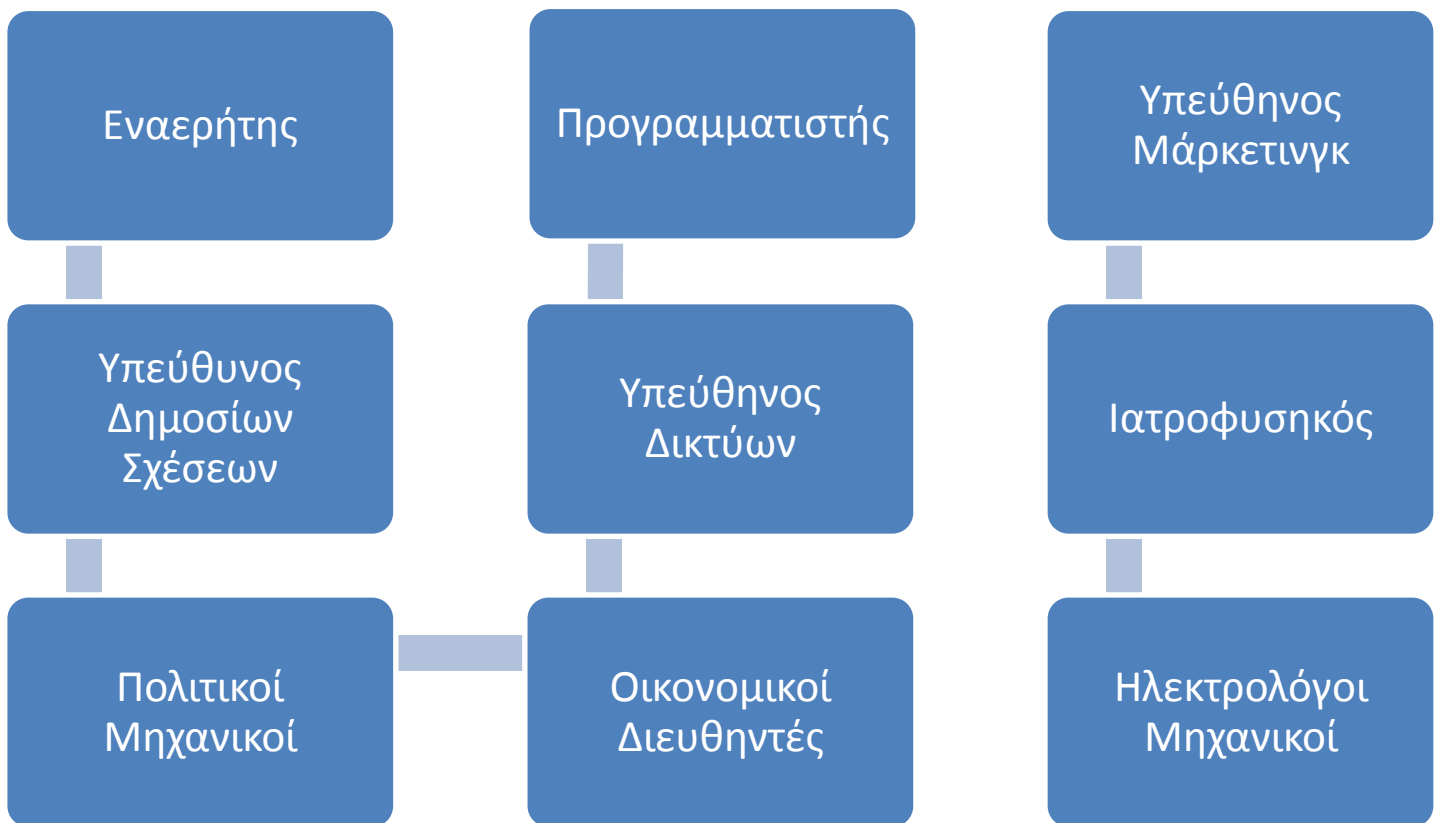 Εναερήτης
Προγραμματιστής
Υπεύθηνος
Μάρκετινγκ
Υπεύθυνος
Δημοσίων
Σχέσεων
Υπεύθηνος
Δικτύων
Ιατροφυσηκός
Πολιτικοί
Μηχανικοί
Οικονομικοί
Διευθηντές
Ηλεκτρολόγοι
Μηχανικοί